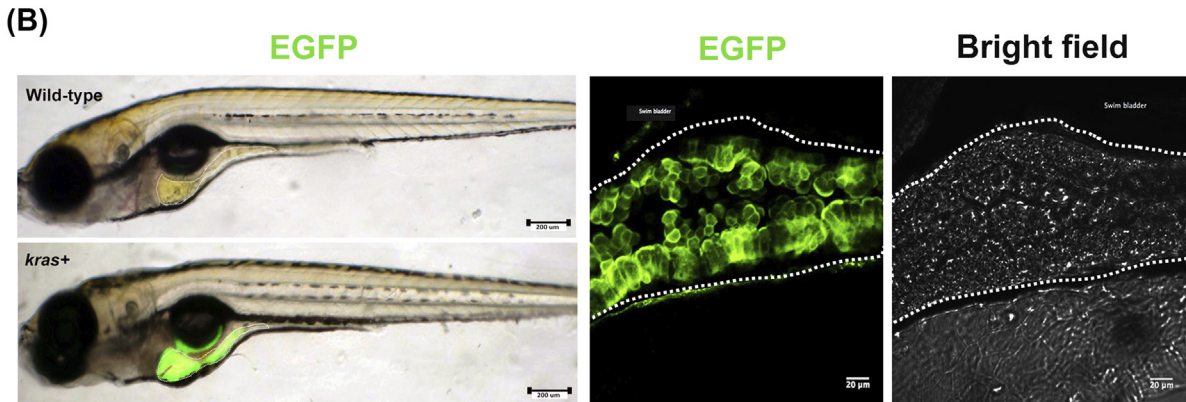 (B)
EGFP
EGFP
Bright field
Wild-type
200 um
kras+
200 um
Swim bladder
20 µm
Swim bladder
20 µm